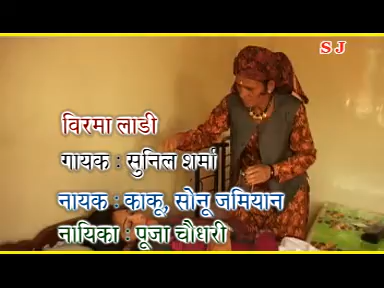 S J
विरमा लाडी
गायक : सुनिल शर्मा
नायक : काकू, सोनू जमियान
नायिका : पूजा चौधरी